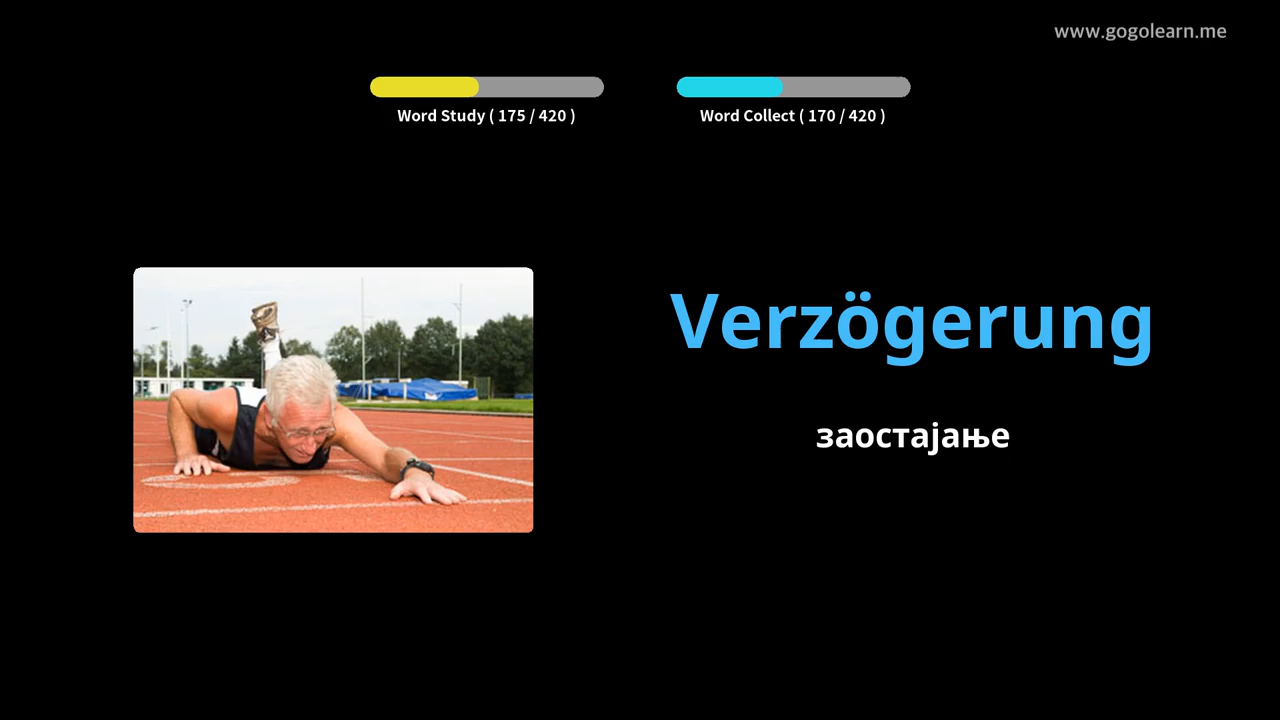 www.gogolearn.me
Word Study ( 175 / 420 )
Word Collect ( 170 / 420 )
Verzögerung
заостајање